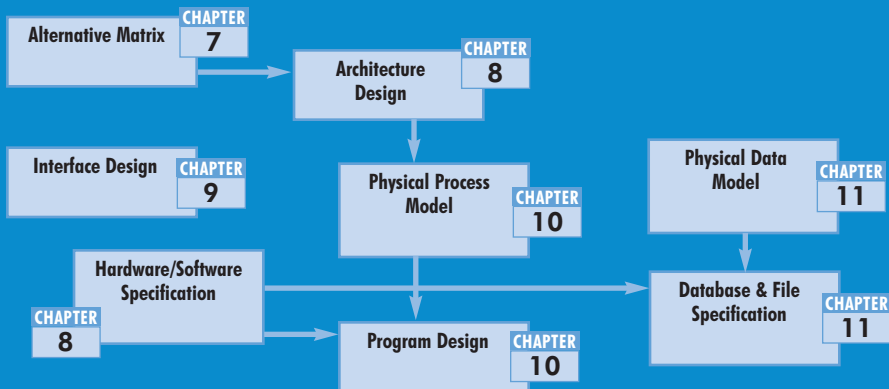 Alternative Matrix
CHAPTER
7
Architecture
Design
CHAPTER
8
Interface Design
CHAPTER
9
Physical Process
Model
CHAPTER
10
Physical Data
Model
CHAPTER
11
Hardware/Software
Specification
CHAPTER
8
Database & File
Specification
CHAPTER
11
Program Design
CHAPTER
10